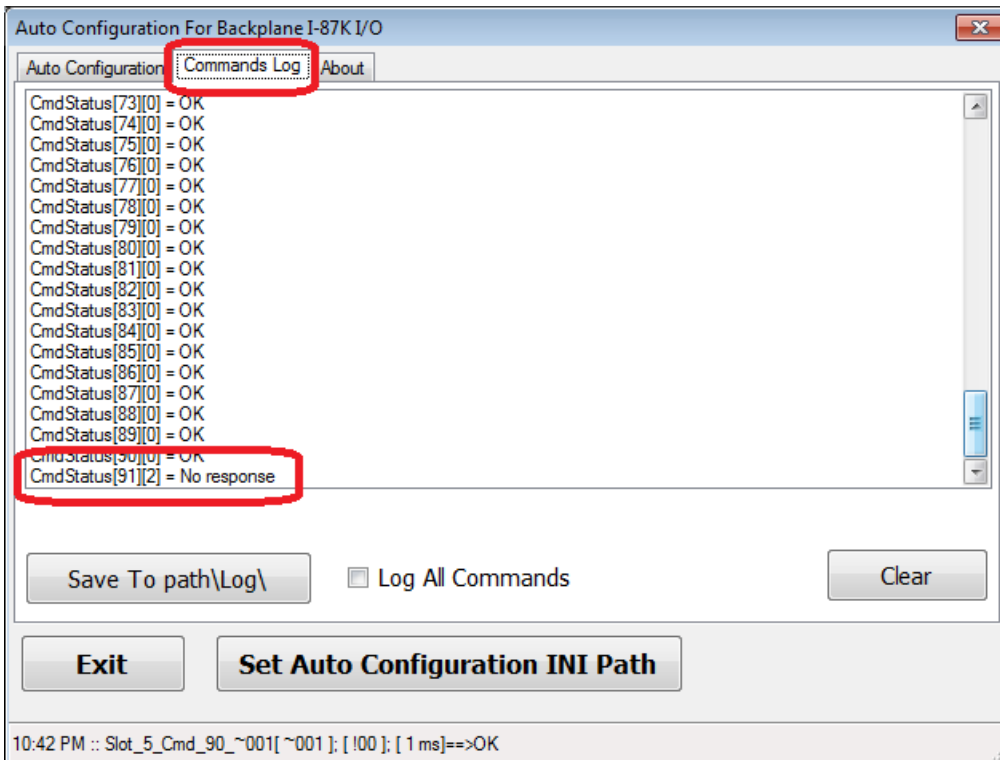 Auto Configuration For Backplane I-87K I/O
Auto Configuration Commands Log About
CmdStatus[73][0] = OK
CmdStatus[74][0] = OK
CmdStatus[75][0] = OK
CmdStatus[76][0] = OK
CmdStatus[77][0] = OK
CmdStatus[78][0] = OK
CmdStatus[79][0] = OK
CmdStatus[80][0] = OK
CmdStatus[81][0] = OK
CmdStatus[82][0] = OK
CmdStatus[83][0] = OK
CmdStatus[84][0] = OK
CmdStatus[85][0] = OK
CmdStatus[86][0] = OK
CmdStatus[87][0] = OK
CmdStatus[88][0] = OK
CmdStatus[89][0] = OK
CmdStatus[90][0] = OK
CmdStatus[91][2] = No response
Save To path\Log\ Log All Commands Clear
Exit Set Auto Configuration INI Path
10:42 PM :: Slot_5_Cmd_90_~001[ ~001 ]; [ !00 ]; [ 1 ms]==>OK